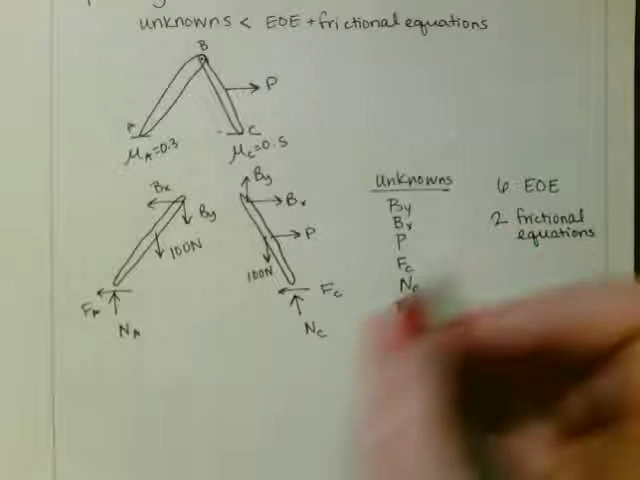 unknowns < EOE + frictional equations
B
P
A
C
μA=0.3
μC=0.5
Bx
By
100N
FA
NA
By
Bx
P
100N
FC
NC
Unknowns
By
Bx
P
FC
NC
6 EOE
2 frictional
equations